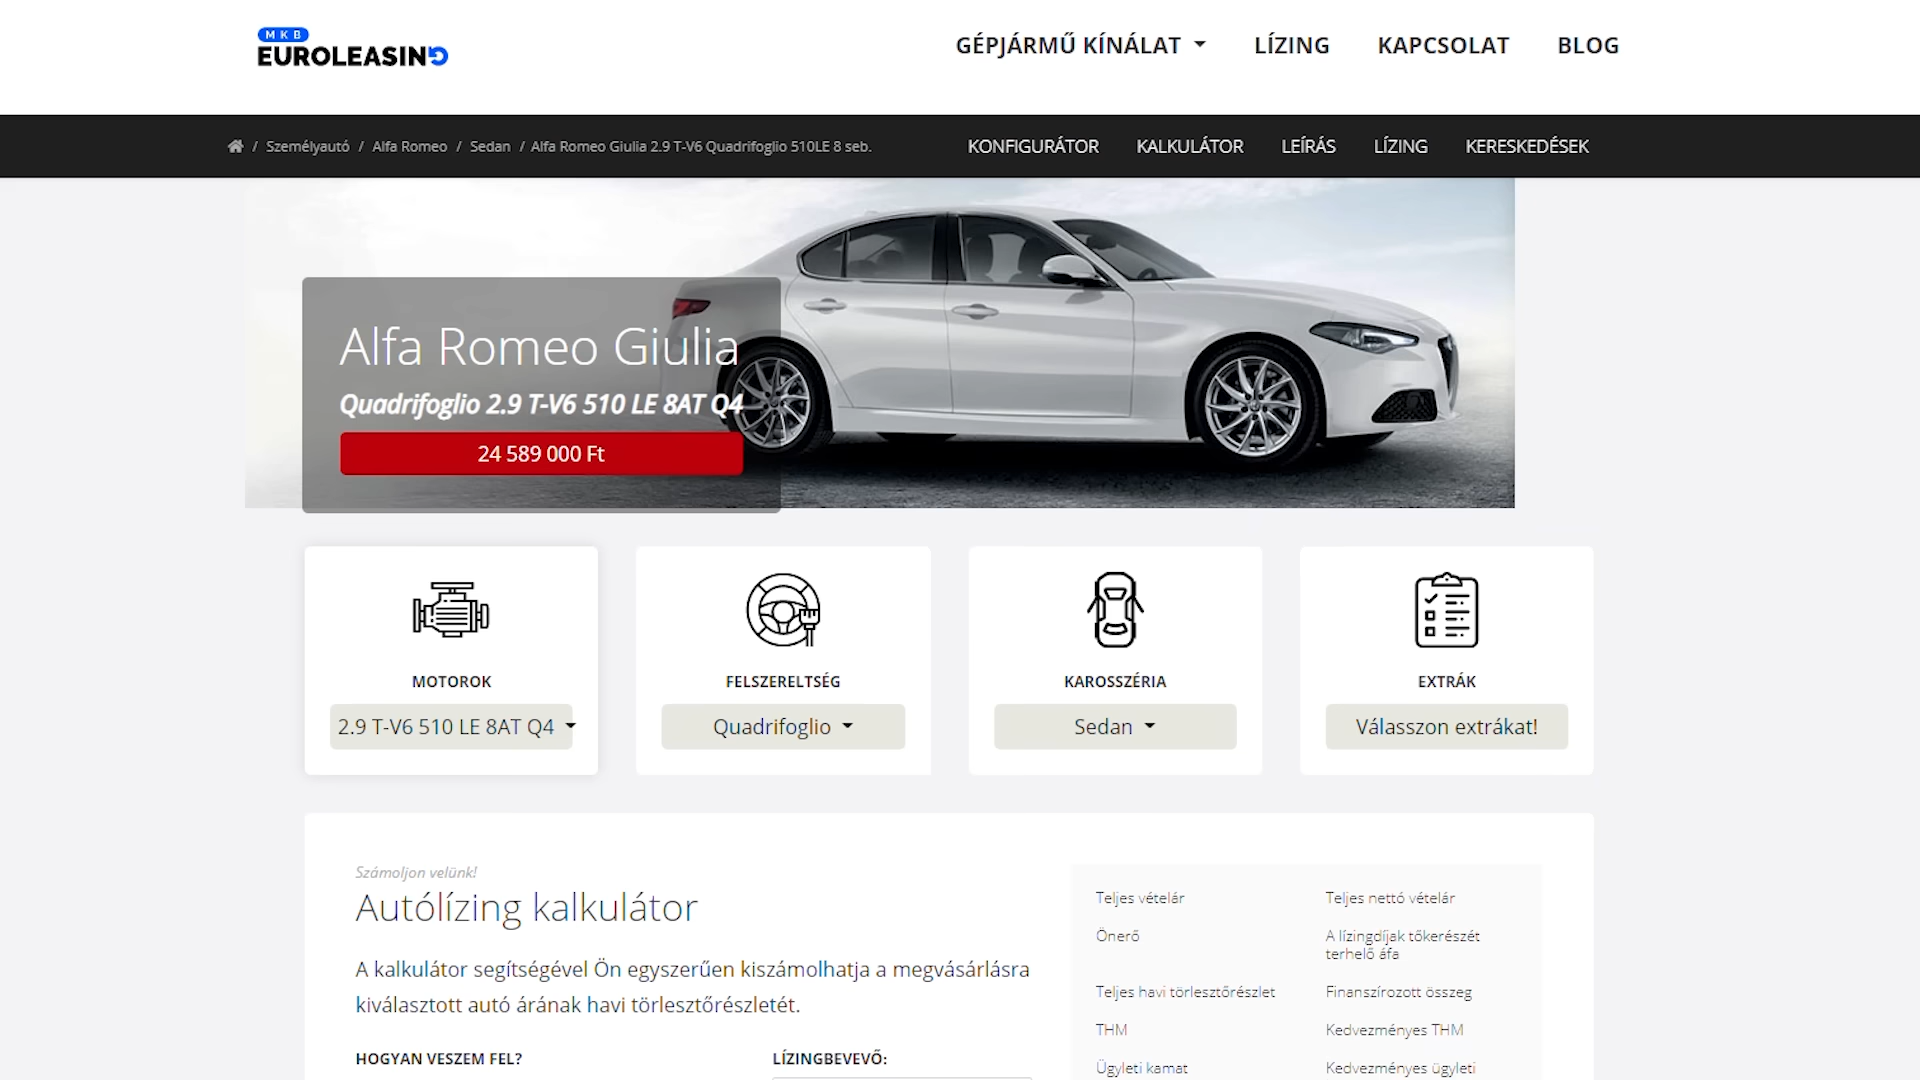 MKB
EUROLEASING
GÉPJÁRMŰ KÍNÁLAT
LÍZING
KAPCSOLAT
BLOG
/ Személyautó / Alfa Romeo / Sedan / Alfa Romeo Giulia 2.9 T-V6 Quadrifoglio 510LE 8 seb.
KONFIGURÁTOR
KALKULÁTOR
LEÍRÁS
LÍZING
KERESKEDÉSEK
Alfa Romeo Giulia
Quadrifoglio 2.9 T-V6 510 LE 8AT Q4
24 589 000 Ft
MOTOROK
2.9 T-V6 510 LE 8AT Q4
FELSZERELTSÉG
Quadrifoglio
KAROSSZÉRIA
Sedan
EXTRÁK
Válasszon extrákat!
Számoljon velünk!
Autólízing kalkulátor
A kalkulátor segítségével Ön egyszerűen kiszámolhatja a megvásárlásra
kiválasztott autó árának havi törlesztőrészletét.
HOGYAN VESZEM FEL?
LÍZINGBEVEVŐ:
Teljes vételár
Teljes nettó vételár
Önerő
A lízingdíjak tőkerészét
terhelő áfa
Teljes havi törlesztőrészlet
Finanszírozott összeg
THM
Kedvezményes THM
Ügyleti kamat
Kedvezményes ügyleti